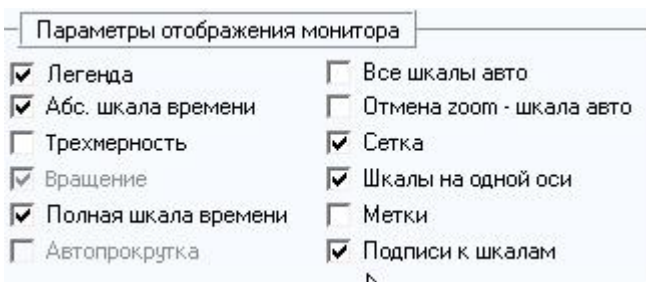 Параметры отображения монитора
Легенда
Абс. шкала времени
Трехмерность
Вращение
Полная шкала времени
Автопрокрутка
Все шкалы авто
Отмена zoom - шкала авто
Сетка
Шкалы на одной оси
Метки
Подписи к шкалам